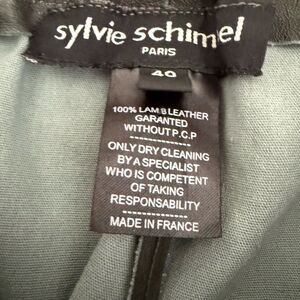 sylvie schimmel
PARIS
40
100% LAMB LEATHER
GARANTED
WITHOUT P.C.P
ONLY DRY CLEANING
BY A SPECIALIST
WHO IS COMPETENT
OF TAKING
RESPONSABILITY
MADE IN FRANCE